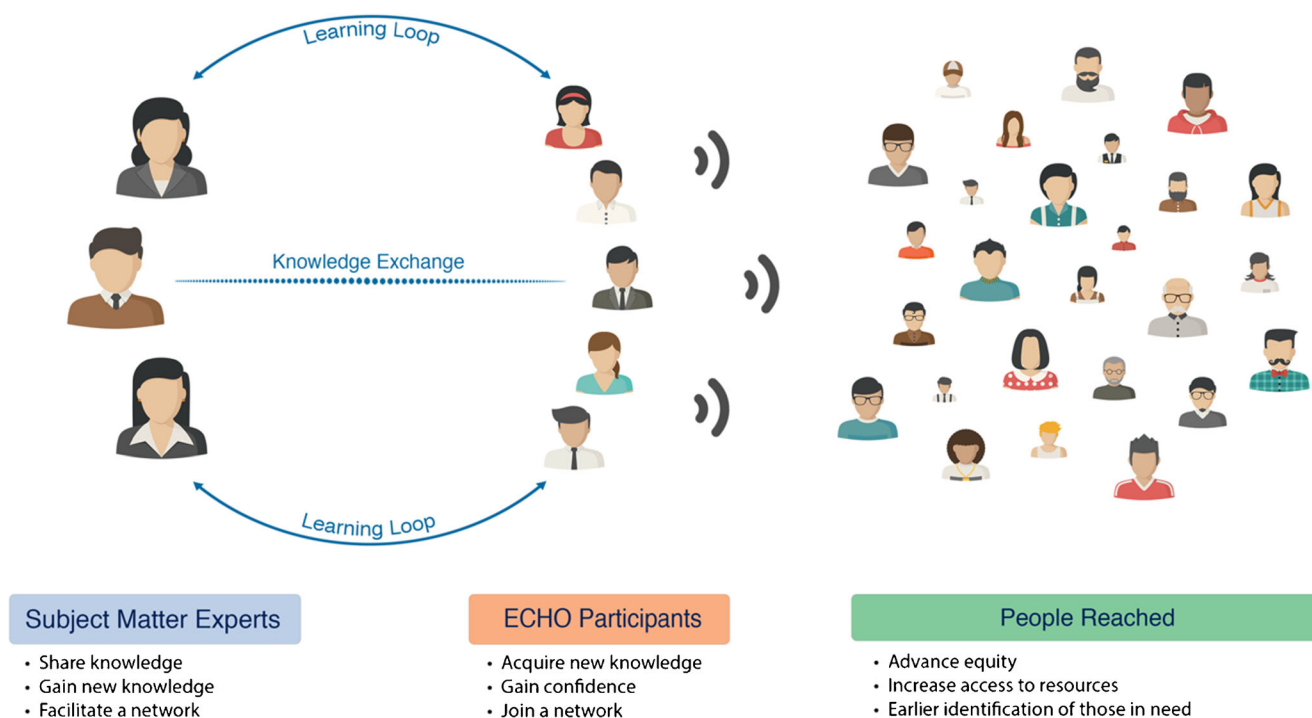 Learning Loop
Knowledge Exchange
Learning Loop
Subject Matter Experts
• Share knowledge
• Gain new knowledge
• Facilitate a network
ECHO Participants
• Acquire new knowledge
• Gain confidence
• Join a network
People Reached
• Advance equity
• Increase access to resources
• Earlier identification of those in need